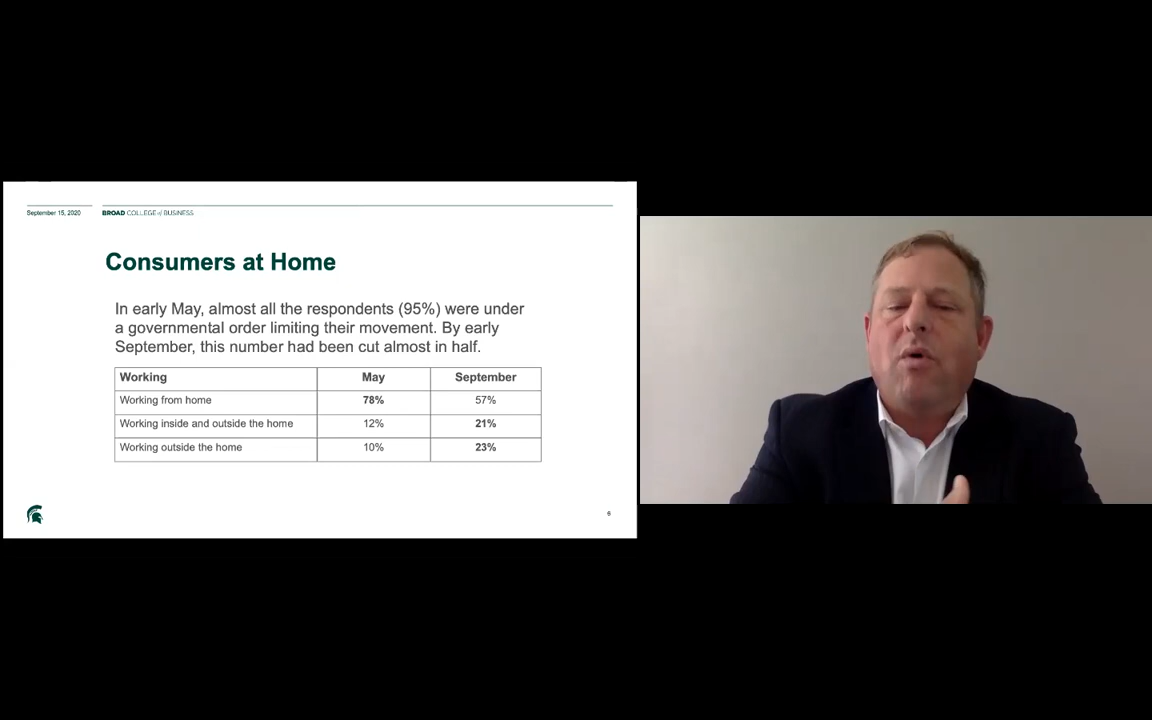 September 15, 2020 BROAD COLLEGE of BUSINESS
Consumers at Home
In early May, almost all the respondents (95%) were under
a governmental order limiting their movement. By early
September, this number had been cut almost in half.
Working May September
Working from home 78% 57%
Working inside and outside the home 12% 21%
Working outside the home 10% 23%
6